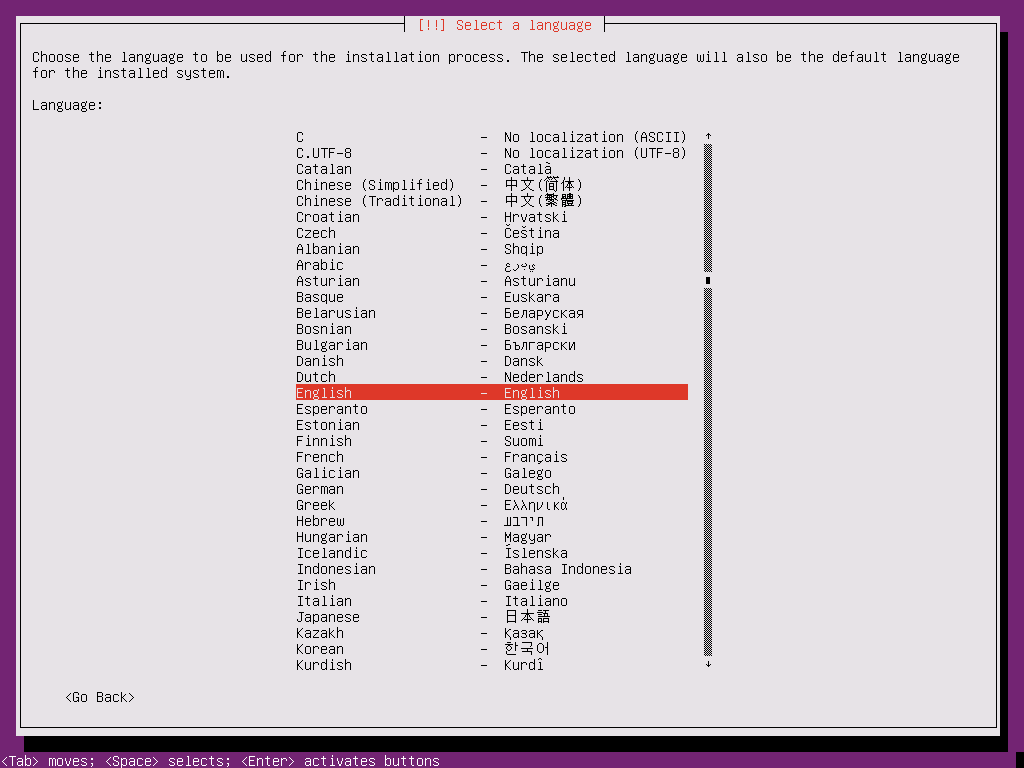 [!!] Select a language
Choose the language to be used for the installation process. The selected language will also be the default language
for the installed system.
Language:
C - No localization (ASCII) ↑
C.UTF-8 - No localization (UTF-8)
Catalan - Català
Chinese (Simplified) - 中文(简体)
Chinese (Traditional) - 中文(繁體)
Croatian - Hrvatski
Czech - Čeština
Albanian - Shqip
Arabic - عربي
Asturian - Asturianu
Basque - Euskara
Belarusian - Беларуская
Bosnian - Bosanski
Bulgarian - Български
Danish - Dansk
Dutch - Nederlands
English - English
Esperanto - Esperanto
Estonian - Eesti
Finnish - Suomi
French - Français
Galician - Galego
German - Deutsch
Greek - Ελληνικά
Hebrew - עברית
Hungarian - Magyar
Icelandic - Íslenska
Indonesian - Bahasa Indonesia
Irish - Gaeilge
Italian - Italiano
Japanese - 日本語
Kazakh - Қазақ
Korean - 한국어
Kurdish - Kurdî ↓
<Go Back>
<Tab> moves; <Space> selects; <Enter> activates buttons